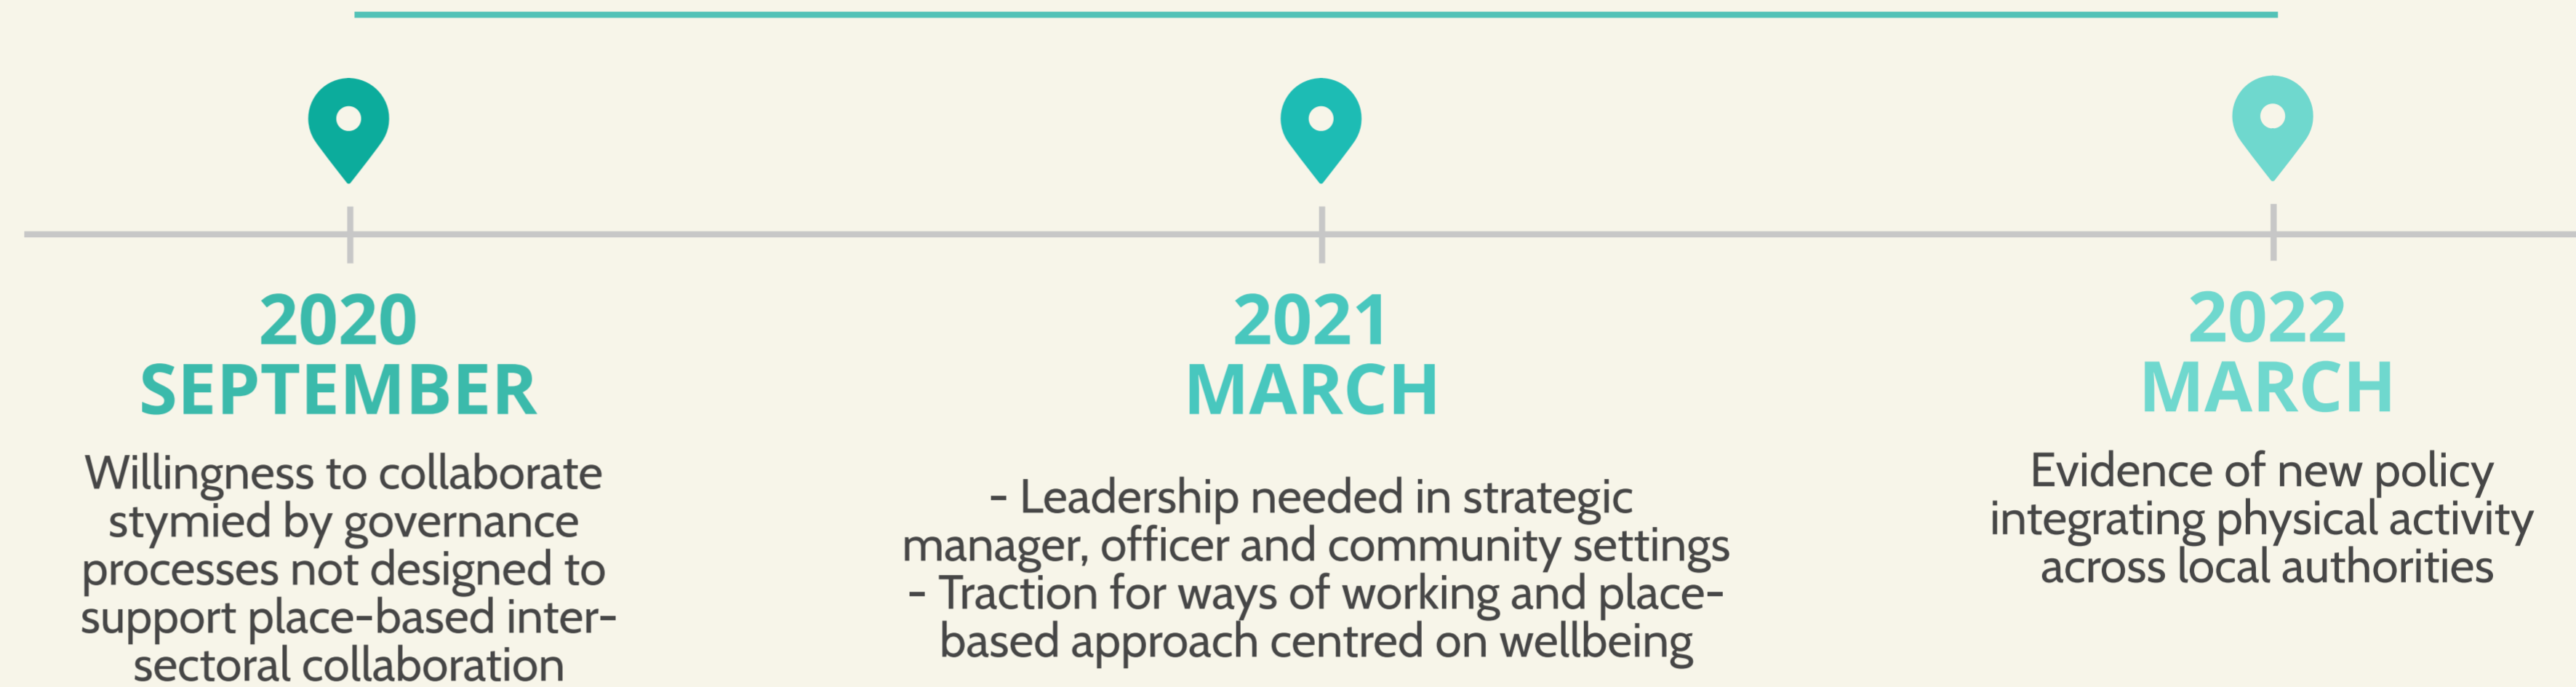 2020
SEPTEMBER
Willingness to collaborate
stymied by governance
processes not designed to
support place-based inter-
sectoral collaboration
2021
MARCH
- Leadership needed in strategic
manager, officer and community settings
- Traction for ways of working and place-
based approach centred on wellbeing
2022
MARCH
Evidence of new policy
integrating physical activity
across local authorities